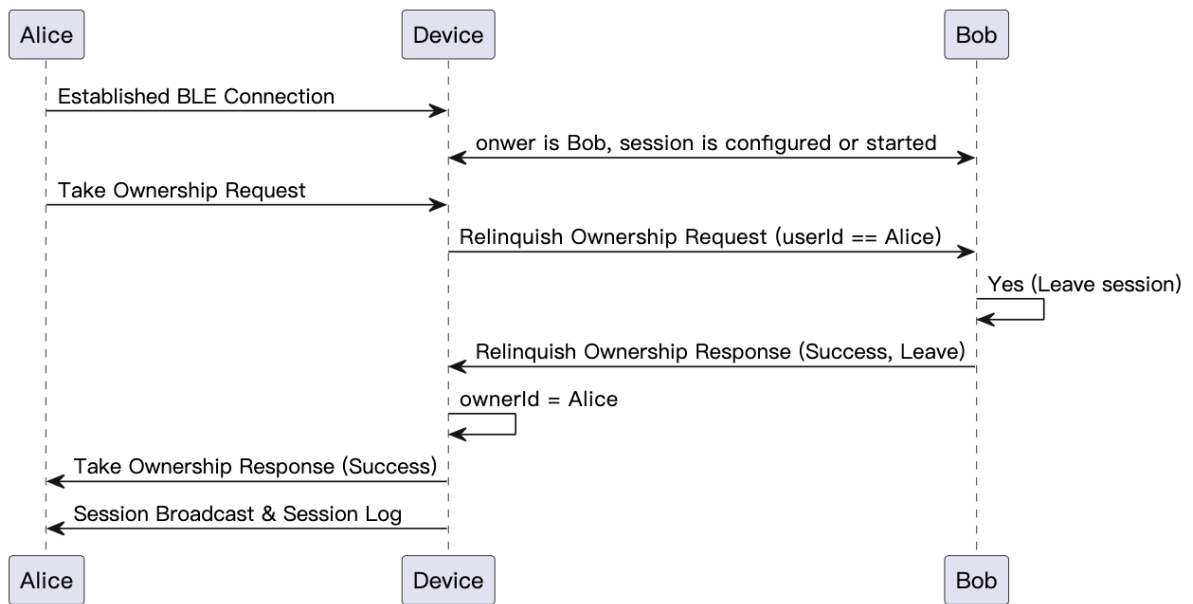 Alice Device Bob
Established BLE Connection
onwer is Bob, session is configured or started
Take Ownership Request
Relinquish Ownership Request (userId == Alice)
Yes (Leave session)
Relinquish Ownership Response (Success, Leave)
ownerId = Alice
Take Ownership Response (Success)
Session Broadcast & Session Log
Alice Device Bob